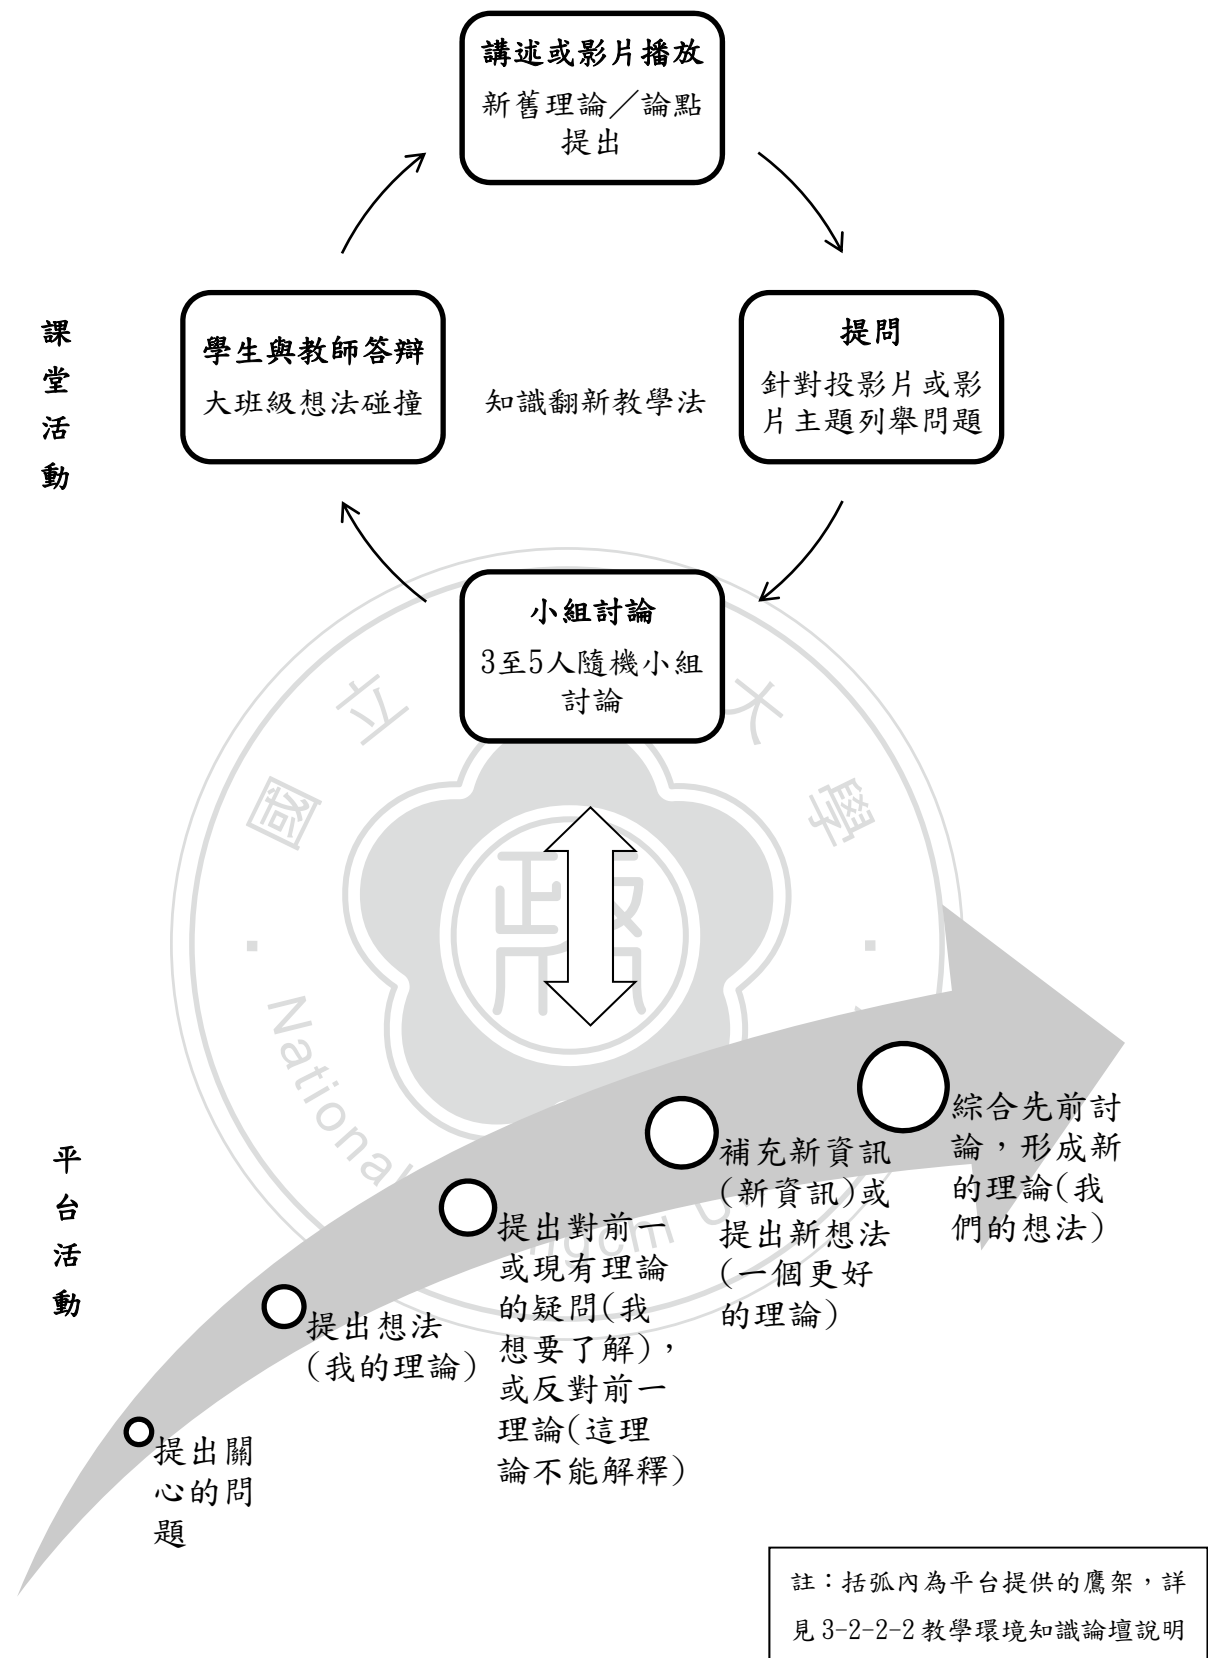 講述或影片播放
新舊理論／論點
提出
學生與教師答辯
大班級想法碰撞
知識翻新教學法
提問
針對投影片或影
片主題列舉問題
課
堂
活
動
小組討論
3至5人隨機小組
討論
國 立 大 學
政
National
ngchi U
平
台
活
動
綜合先前討
論，形成新
的理論(我
們的想法)
補充新資訊
(新資訊)或
提出新想法
(一個更好
的理論)
提出對前一
或現有理論
的疑問(我
想要了解)，
或反對前一
理論(這理
論不能解釋)
提出想法
(我的理論)
提出關
心的問
題
註：括弧內為平台提供的鷹架，詳
見 3-2-2-2 教學環境知識論壇說明